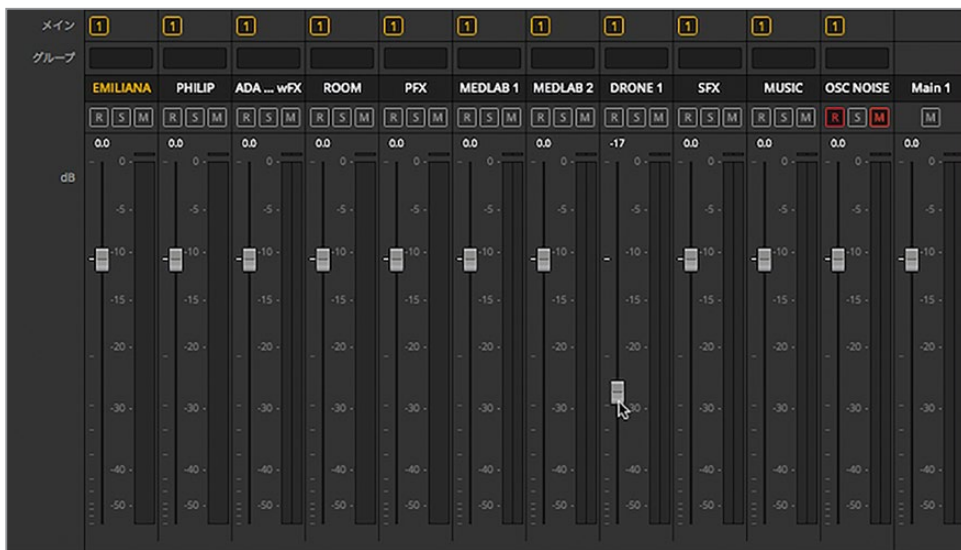 メイン 1 1 1 1 1 1 1 1 1 1 1
グループ
EMILIANA PHILIP ADA ... wFX ROOM PFX MEDLAB 1 MEDLAB 2 DRONE 1 SFX MUSIC OSC NOISE Main 1
R S M R S M R S M R S M R S M R S M R S M R S M R S M R S M R S M M
0.0 0.0 0.0 0.0 0.0 0.0 0.0 -17 0.0 0.0 0.0 0.0
dB 0 0 0 0 0 0 0 0 0 0 0 0
-5 -5 -5 -5 -5 -5 -5 -5 -5 -5 -5 -5
-10 -10 -10 -10 -10 -10 -10 -10 -10 -10 -10 -10
-15 -15 -15 -15 -15 -15 -15 -15 -15 -15 -15 -15
-20 -20 -20 -20 -20 -20 -20 -20 -20 -20 -20 -20
-30 -30 -30 -30 -30 -30 -30 -30 -30 -30 -30 -30
-40 -40 -40 -40 -40 -40 -40 -40 -40 -40 -40 -40
-50 -50 -50 -50 -50 -50 -50 -50 -50 -50 -50 -50